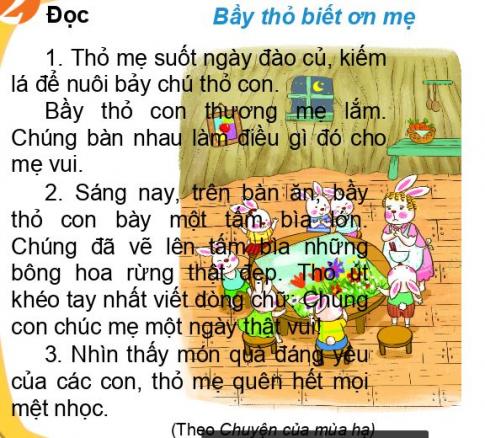 2 Đọc
Bầy thỏ biết ơn mẹ
1. Thỏ mẹ suốt ngày đào củ, kiếm
lá để nuôi bảy chú thỏ con.
Bầy thỏ con thương mẹ lắm.
Chúng bàn nhau làm điều gì đó cho
mẹ vui.
2. Sáng nay, trên bàn ăn, bầy
thỏ con bày một tấm bìa lớn.
Chúng đã vẽ lên tấm bìa những
bông hoa rừng thật đẹp. Thỏ út
khéo tay nhất viết dòng chữ: Chúng
con chúc mẹ một ngày thật vui!
3. Nhìn thấy món quà đáng yêu
của các con, thỏ mẹ quên hết mọi
mệt nhọc.
(Theo Chuyện của mùa hạ)